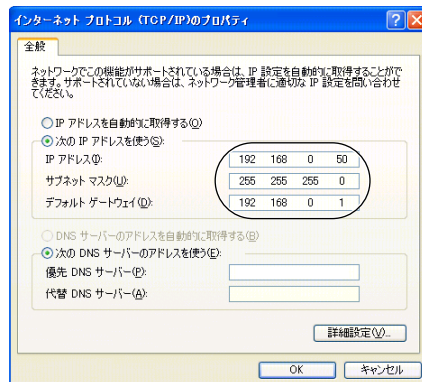 インターネット プロトコル (TCP/IP)のプロパティ
全般
ネットワークでこの機能がサポートされている場合は、IP 設定を自動的に取得することがで
きます。サポートされていない場合は、ネットワーク管理者に適切な IP 設定を問い合わせ
てください。
IP アドレスを自動的に取得する(O)
次の IP アドレスを使う(S):
IP アドレス(I): 192 168 0 50
サブネット マスク(U): 255 255 255 0
デフォルト ゲートウェイ(D): 192 168 0 1
DNS サーバーのアドレスを自動的に取得する(B)
次の DNS サーバーのアドレスを使う(E):
優先 DNS サーバー(P):
代替 DNS サーバー(A):
詳細設定(V)...
OK キャンセル